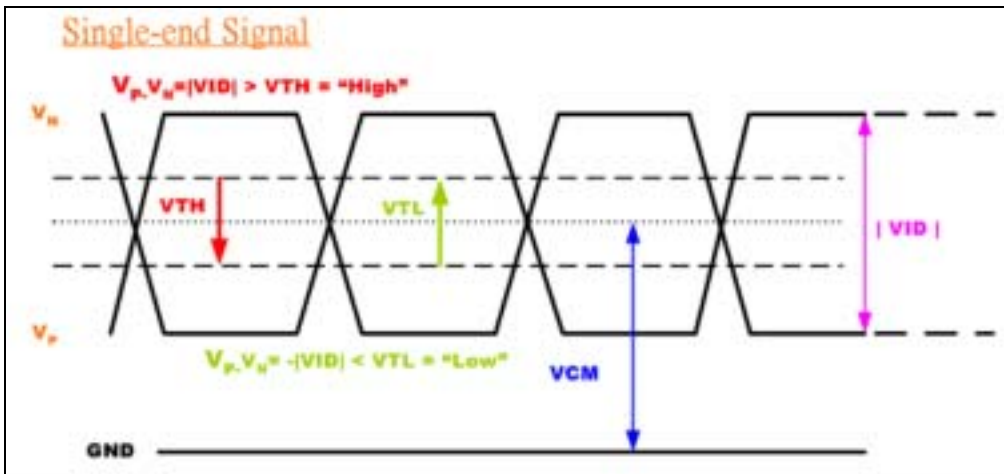 Single-end Signal
Vp-VN=|VID| > VTH = “High”
VN
VTH
VTL
| VID |
VP
Vp-VN= -|VID| < VTL = “Low”
VCM
GND